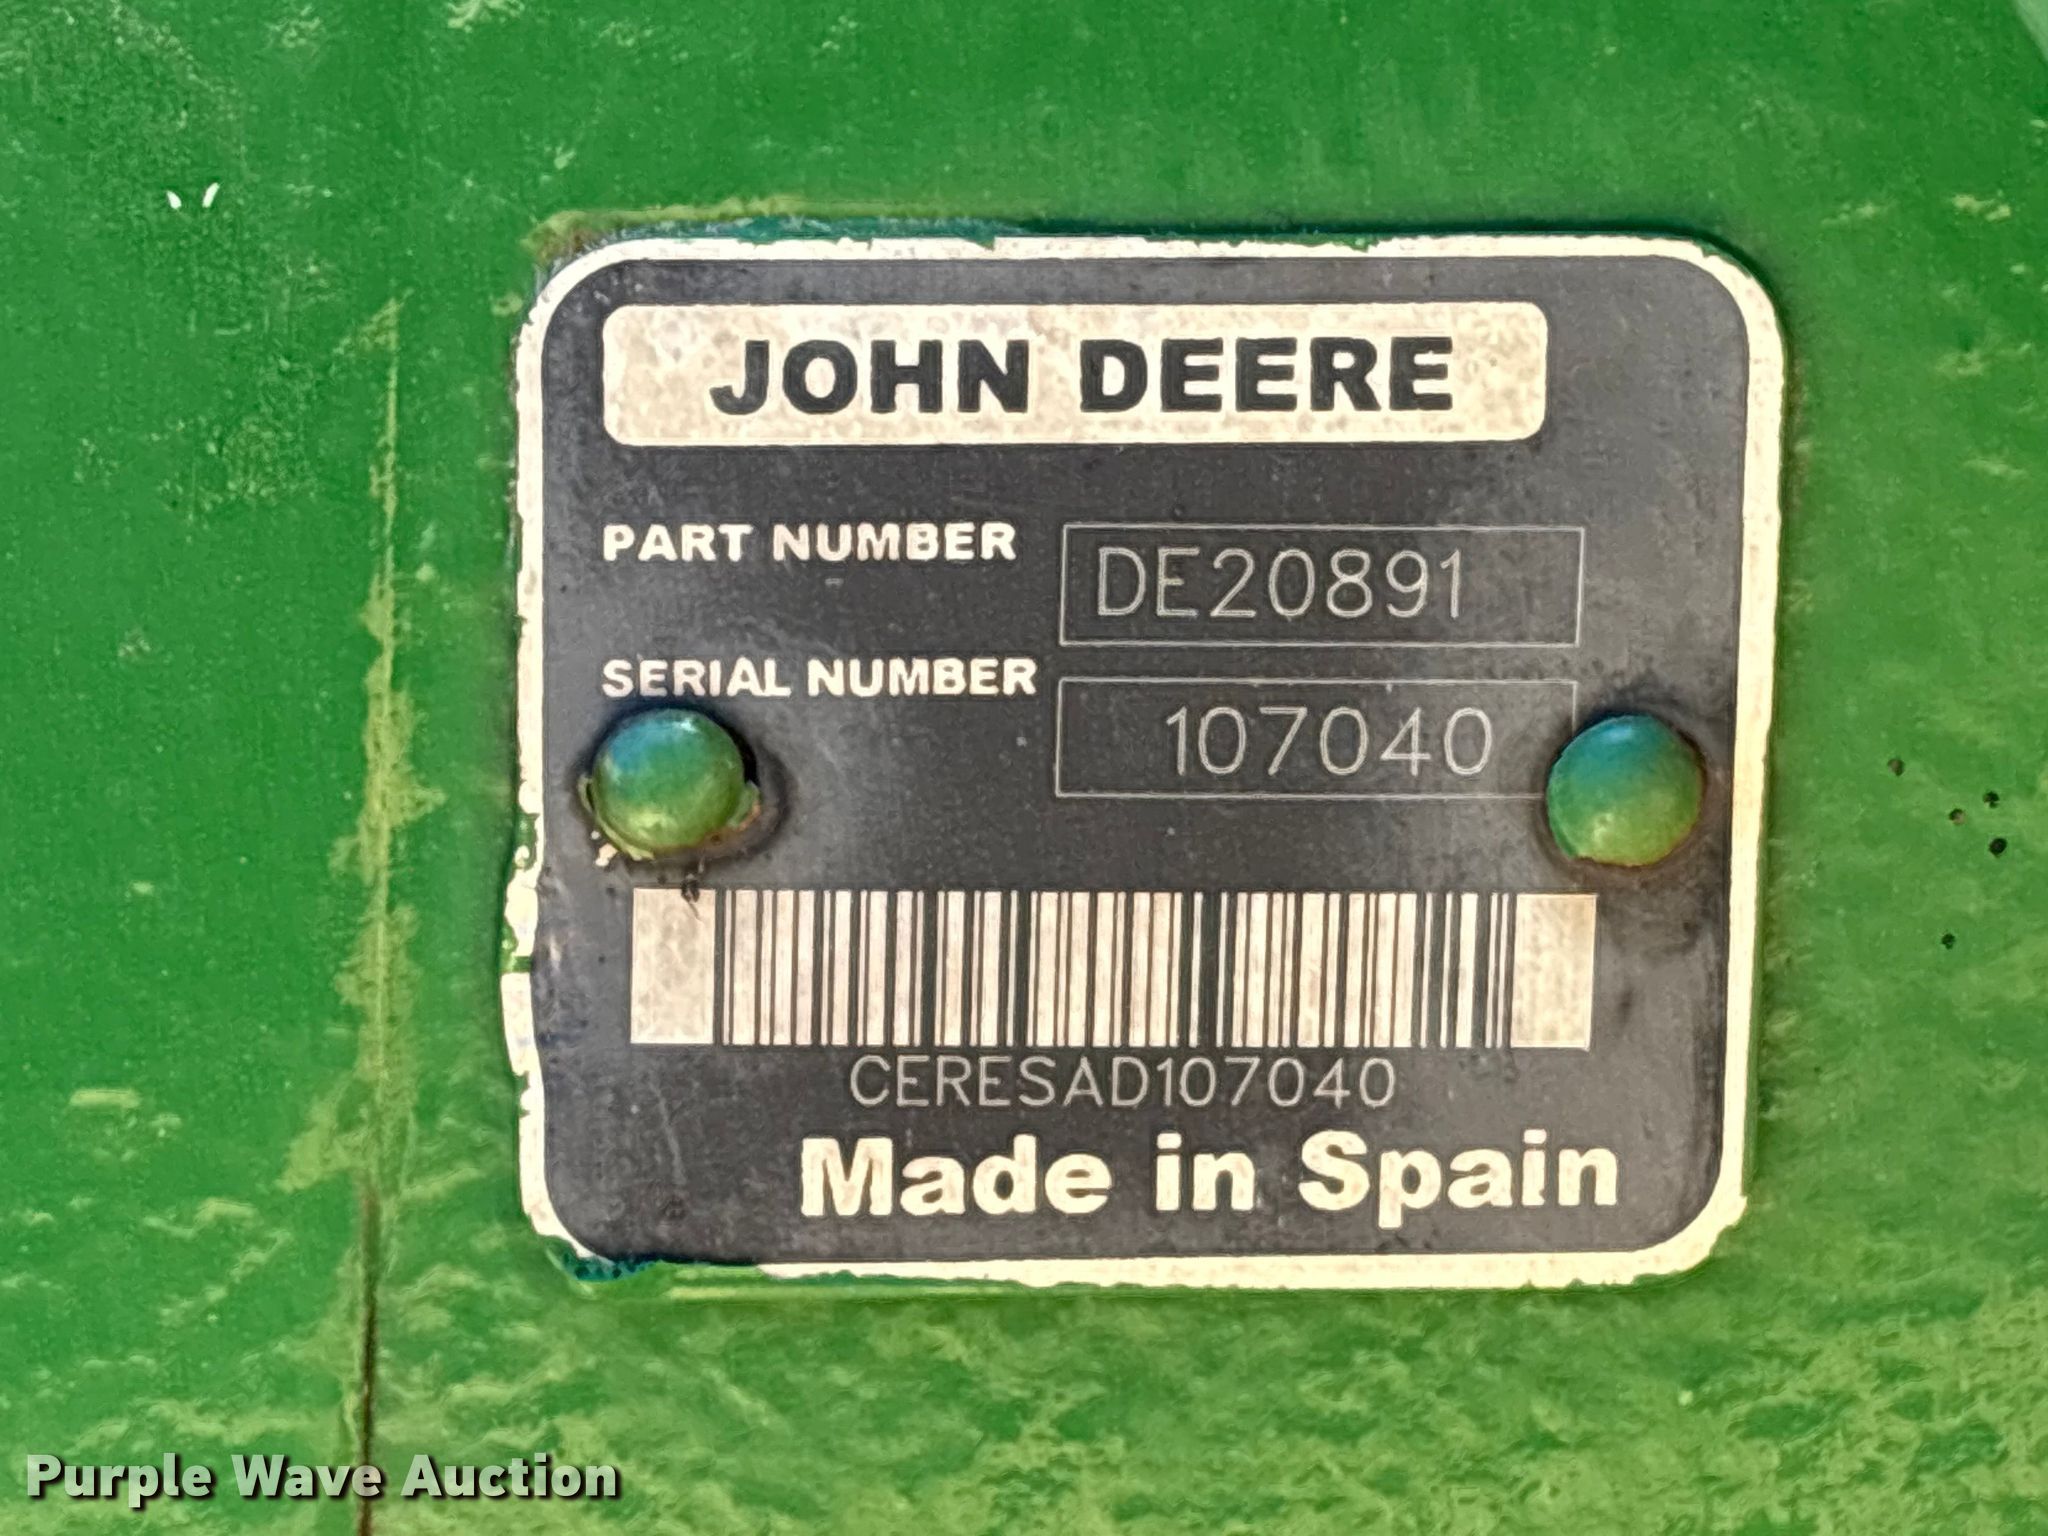 JOHN DEERE
PART NUMBER DE20891
SERIAL NUMBER 107040
CERESAD107040
Made in Spain
Purple Wave Auction